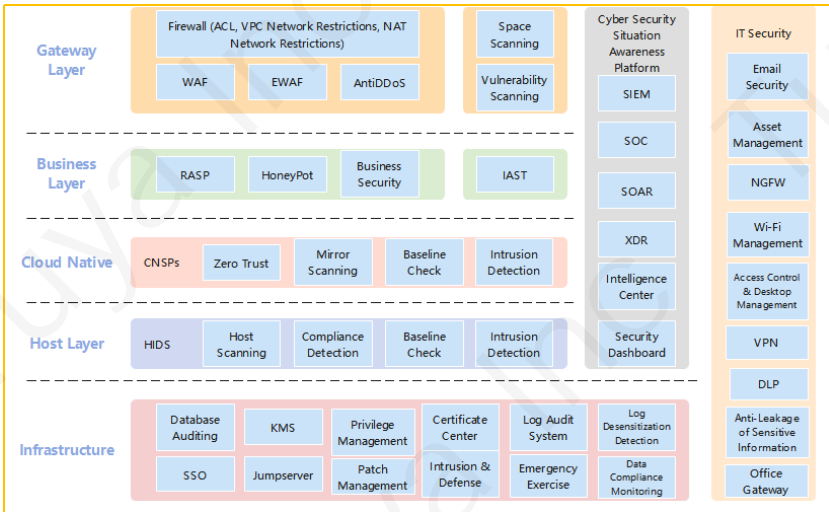 Gateway
Layer
Firewall (ACL, VPC Network Restrictions, NAT
Network Restrictions)
WAF
EWAF
AntiDDoS
Space
Scanning
Vulnerability
Scanning
Business
Layer
RASP
HoneyPot
Business
Security
IAST
Cloud Native
CNSPs
Zero Trust
Mirror
Scanning
Baseline
Check
Intrusion
Detection
Host Layer
HIDS
Host
Scanning
Compliance
Detection
Baseline
Check
Intrusion
Detection
Infrastructure
Database
Auditing
KMS
Privilege
Management
Certificate
Center
Log Audit
System
Log
Desensitization
Detection
SSO
Jumpserver
Patch
Management
Intrusion &
Defense
Emergency
Exercise
Data
Compliance
Monitoring
Cyber Security
Situation
Awareness
Platform
SIEM
SOC
SOAR
XDR
Intelligence
Center
Security
Dashboard
IT Security
Email
Security
Asset
Management
NGFW
Wi-Fi
Management
Access Control
& Desktop
Management
VPN
DLP
Anti-Leakage
of Sensitive
Information
Office
Gateway